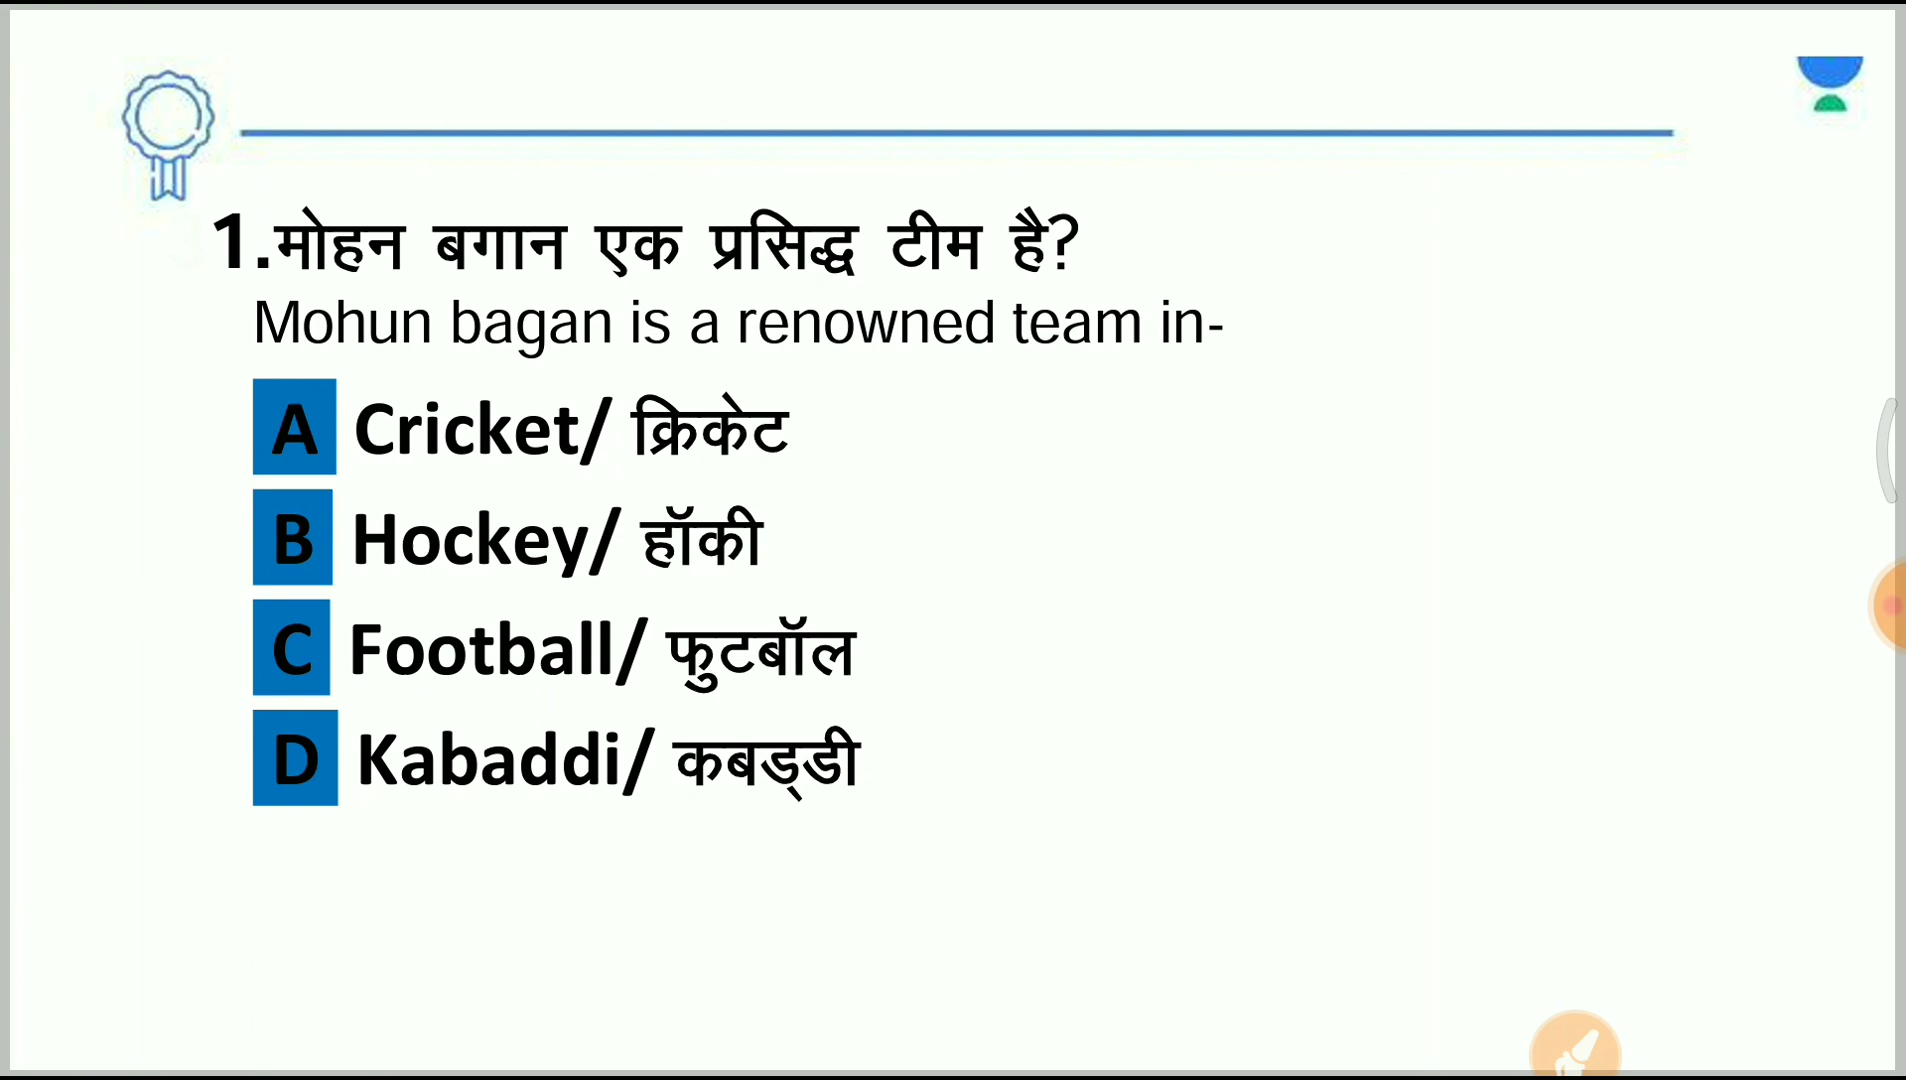 1.मोहन बगान एक प्रसिद्ध टीम है?
Mohun bagan is a renowned team in-
A Cricket/ क्रिकेट
B Hockey/ हॉकी
C Football/ फुटबॉल
D Kabaddi/ कबड्डी